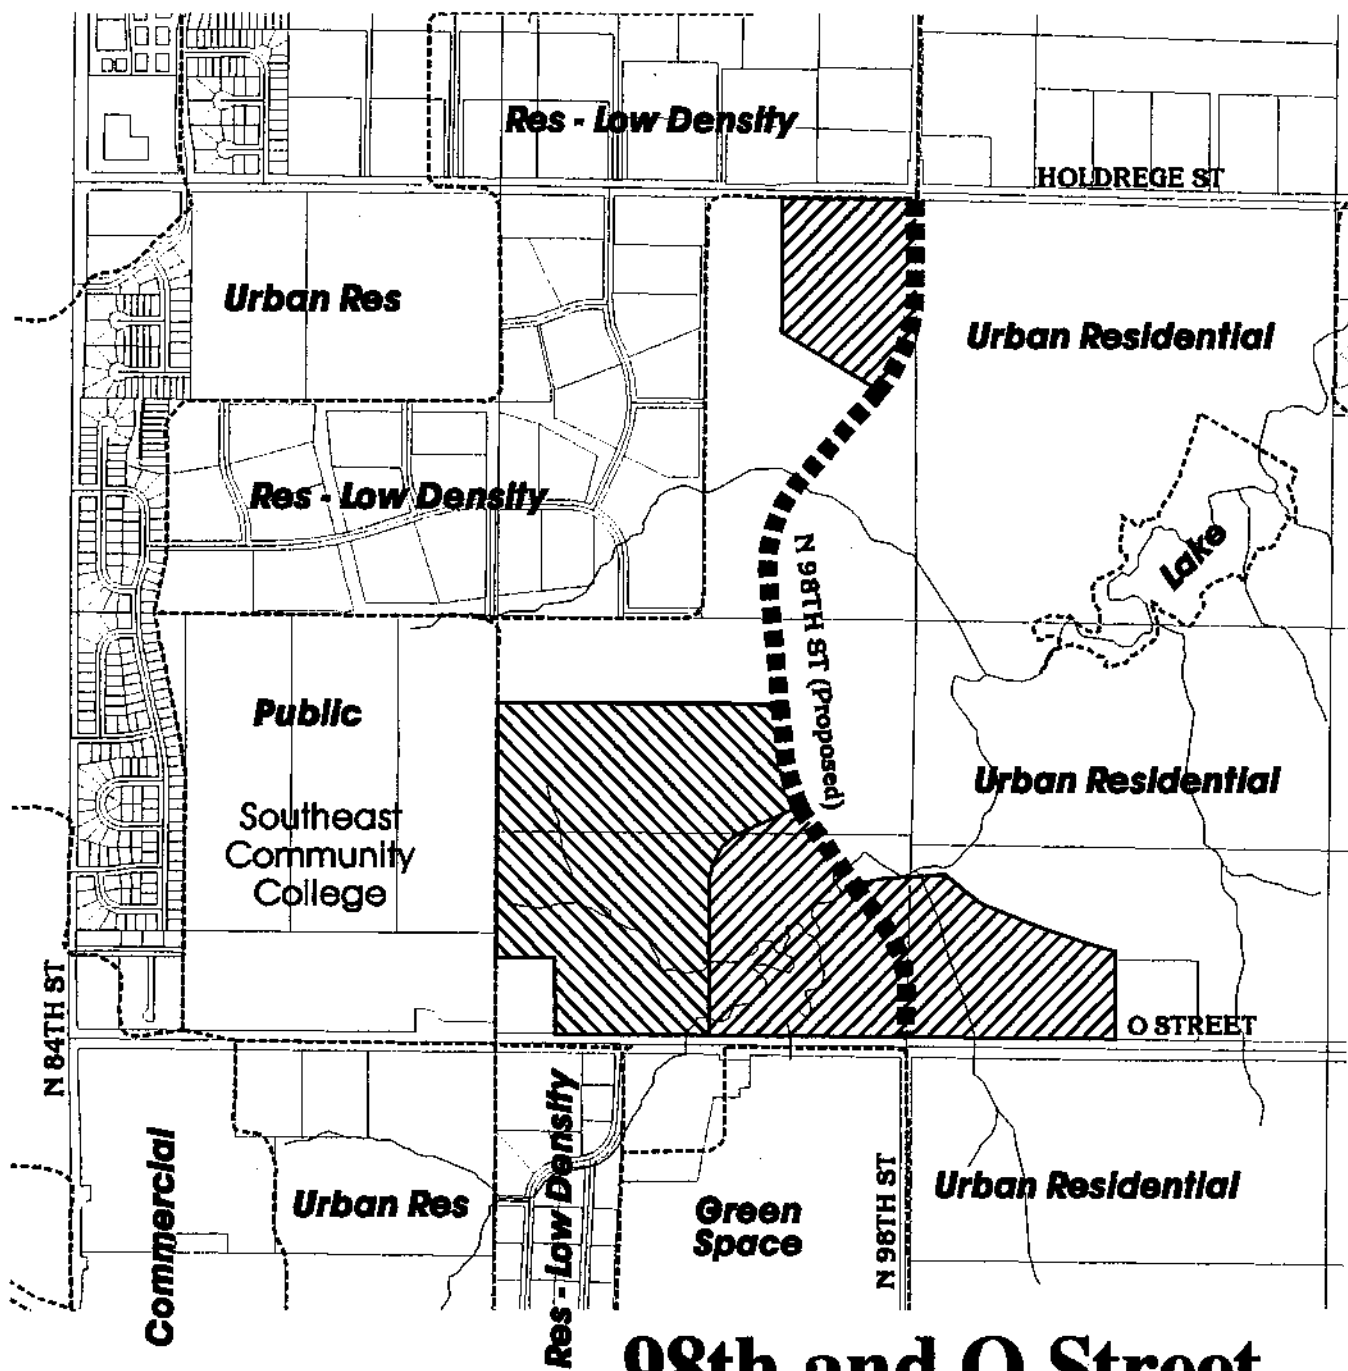 Res - Low Density
HOLDREGE ST
Urban Res
Urban Residential
Res - Low Density
Lake
N 98TH ST (Proposed)
Public
Urban Residential
Southeast
Community
College
N 84TH ST
O STREET
Commercial
Urban Res
Res - Low Density
Green
Space
N 98TH ST
Urban Residential
98th and O Street